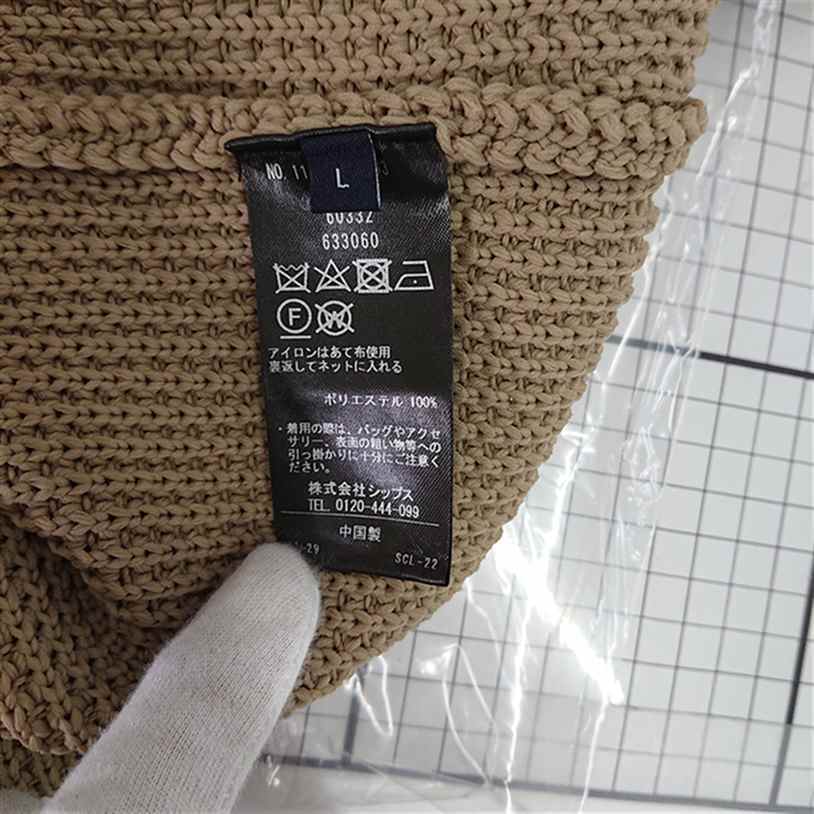 NO. 11
L
60332
633060
F
W
アイロンはあて布使用
裏返してネットに入れる
ポリエステル 100%
・着用の際は、バッグやアクセ
サリー、表面の粗い物等への
引っ掛かりに十分にご注意く
ださい。
株式会社シップス
TEL. 0120-444-099
中国製
-29
SCL-22